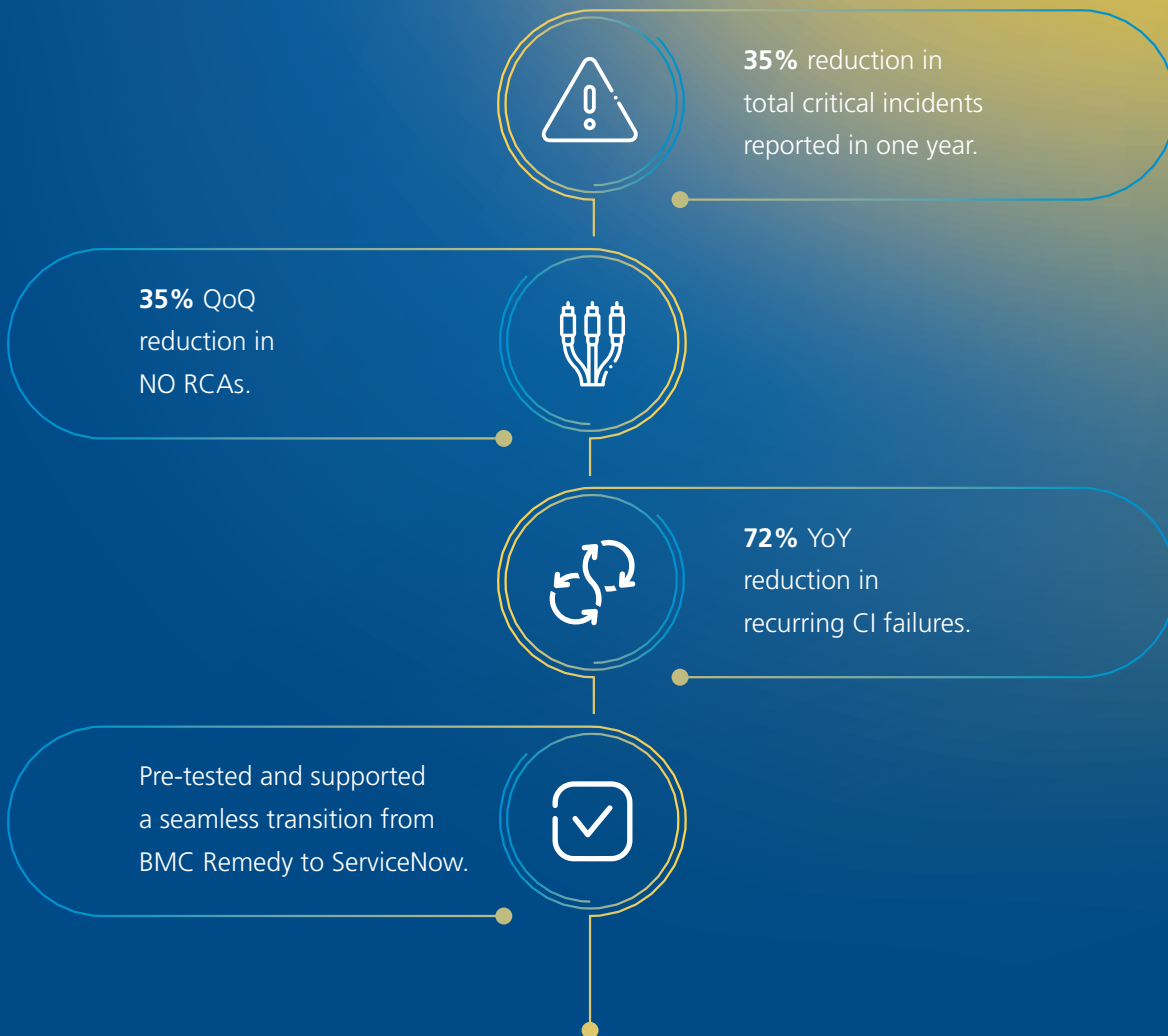 35% reduction in
total critical incidents
reported in one year.
35% QoQ
reduction in
NO RCAs.
72% YoY
reduction in
recurring CI failures.
Pre-tested and supported
a seamless transition from
BMC Remedy to ServiceNow.